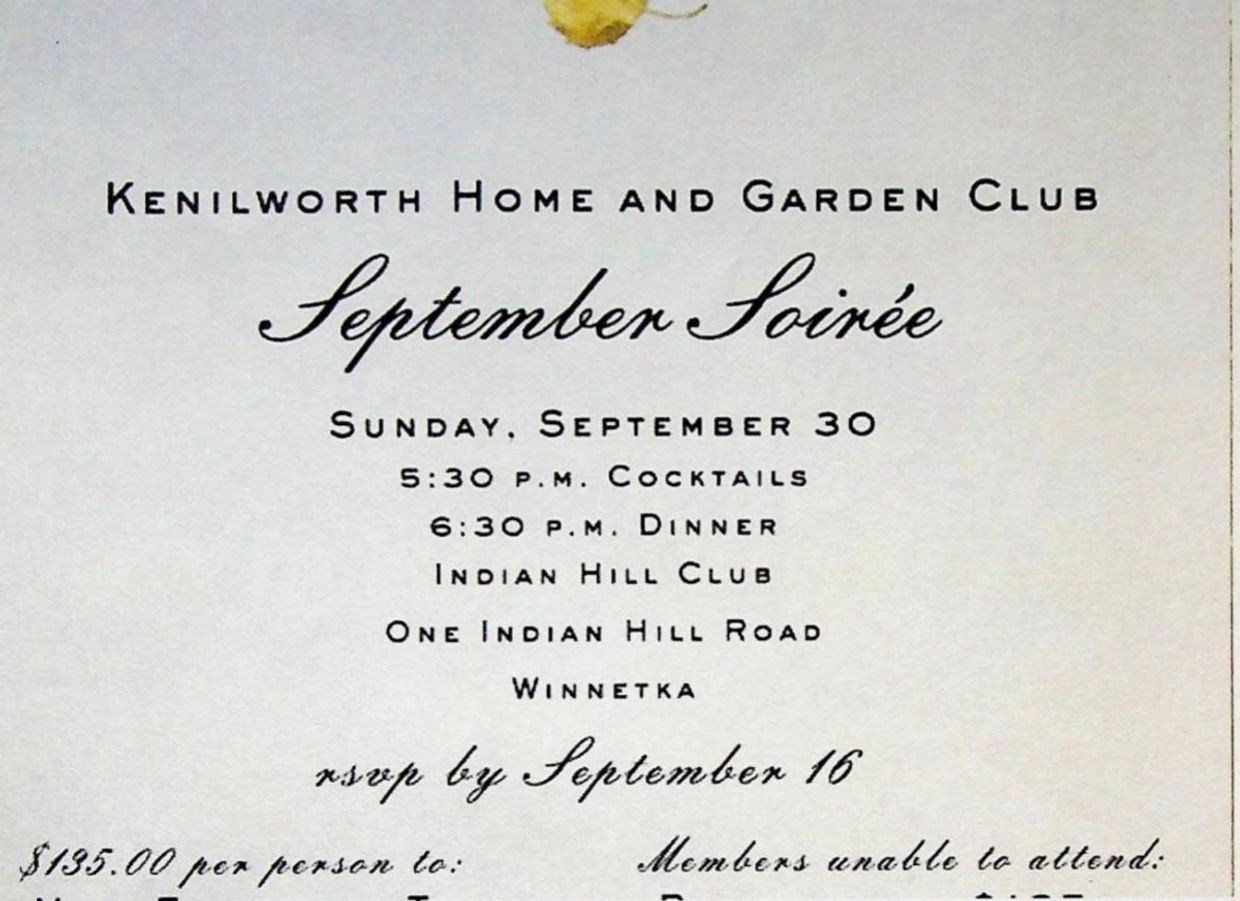 Kenilworth Home and Garden Club
September Soirée
Sunday, September 30
5:30 p.m. Cocktails
6:30 p.m. Dinner
Indian Hill Club
One Indian Hill Road
Winnetka
rsvp by September 16
$135.00 per person to:
Members unable to attend: